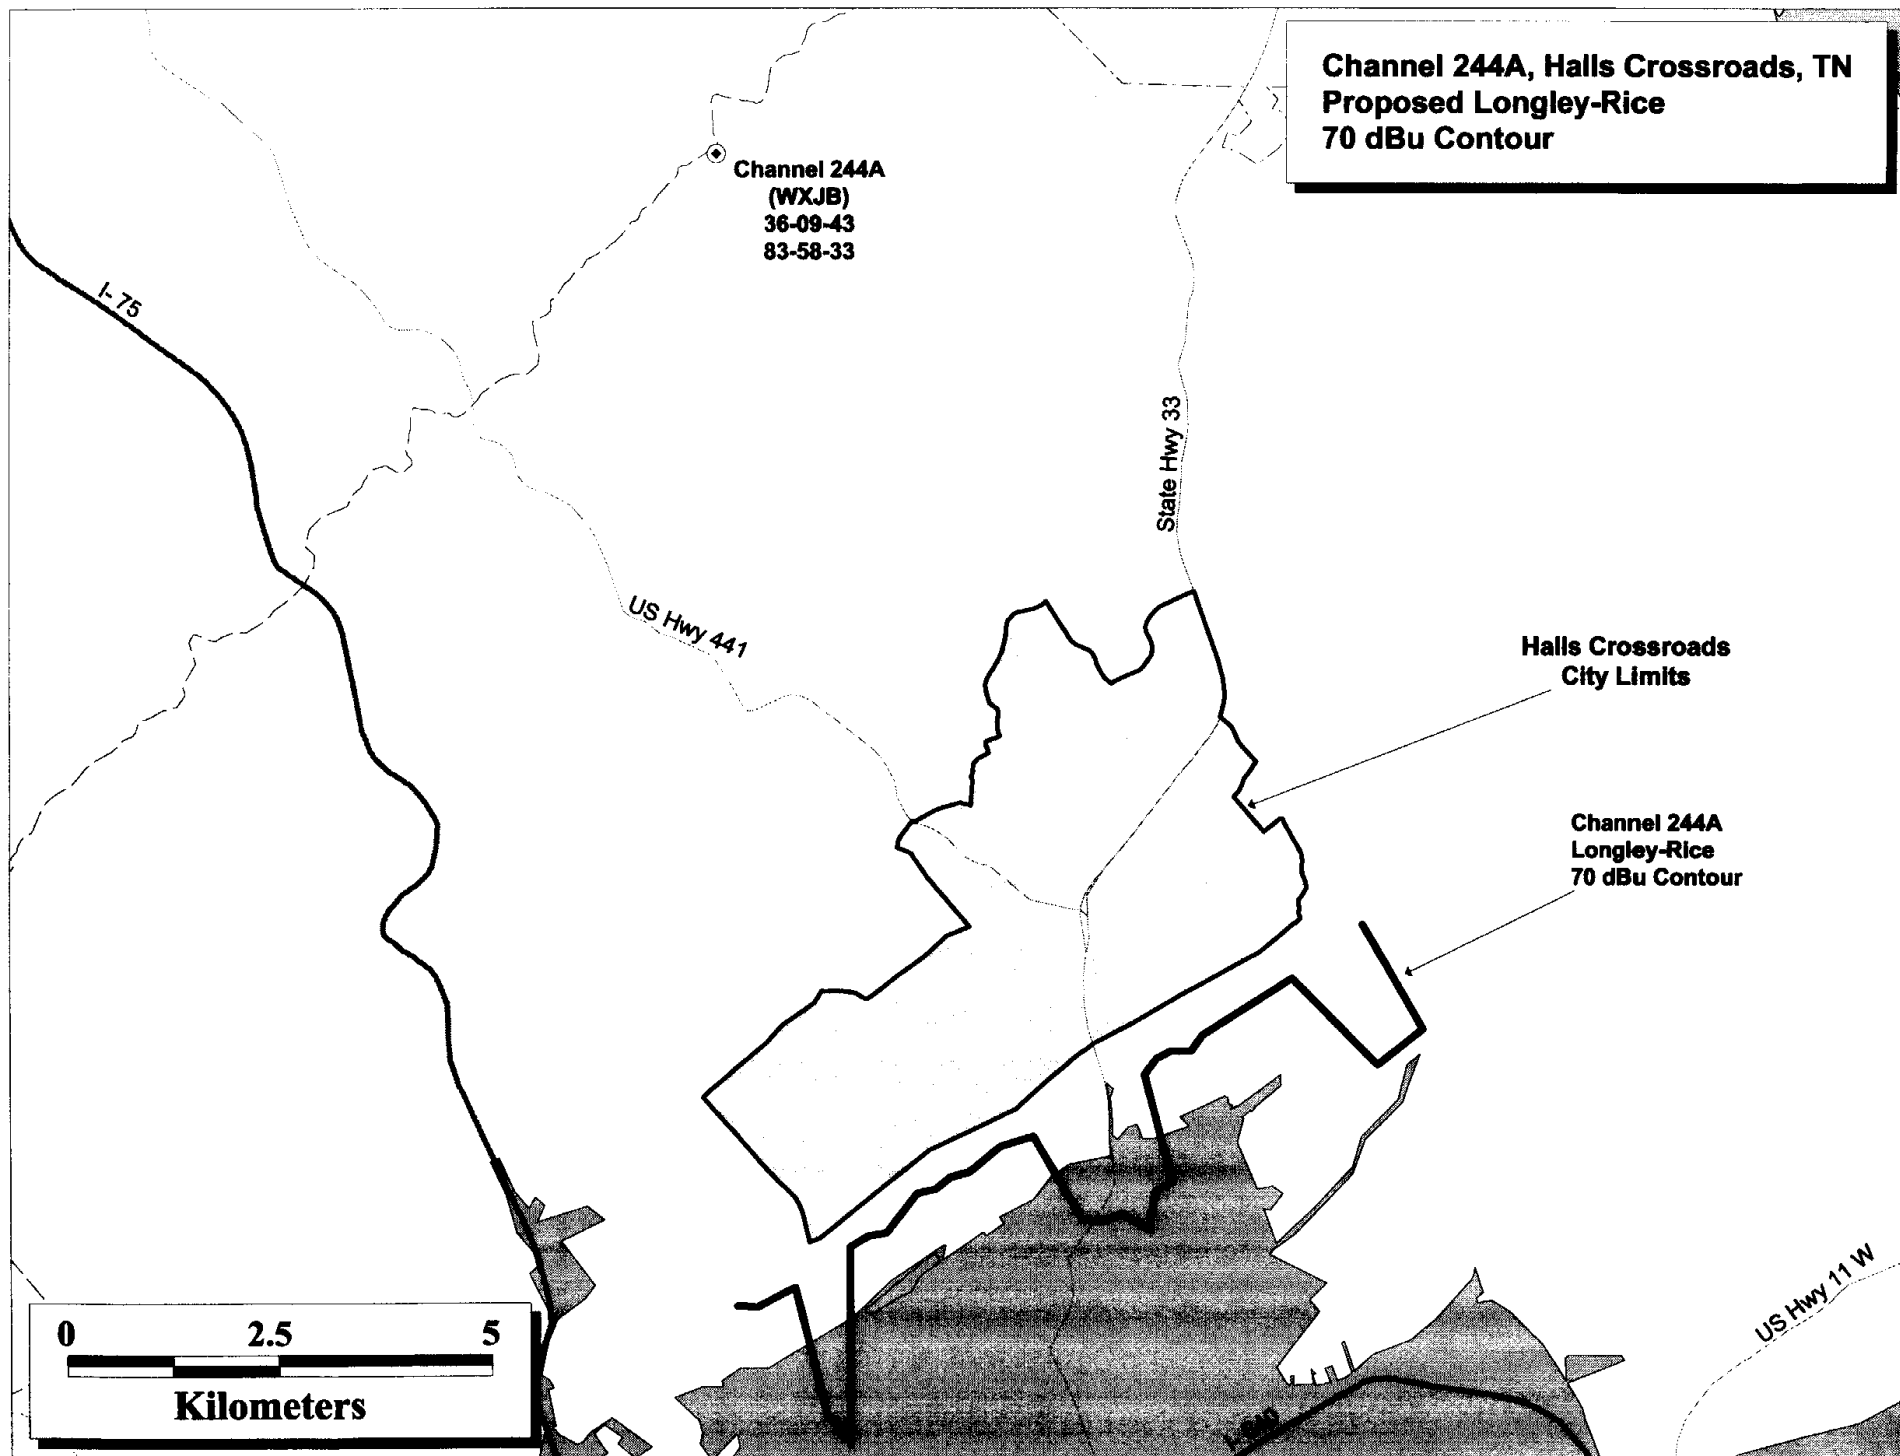 Channel 244A, Halls Crossroads, TN
Proposed Longley-Rice
70 dBu Contour
Channel 244A
(WXJB)
36-09-43
83-58-33
I-75
State Hwy 33
US Hwy 441
Halls Crossroads
City Limits
Channel 244A
Longley-Rice
70 dBu Contour
US Hwy 11 W
I-640
0 2.5 5
Kilometers